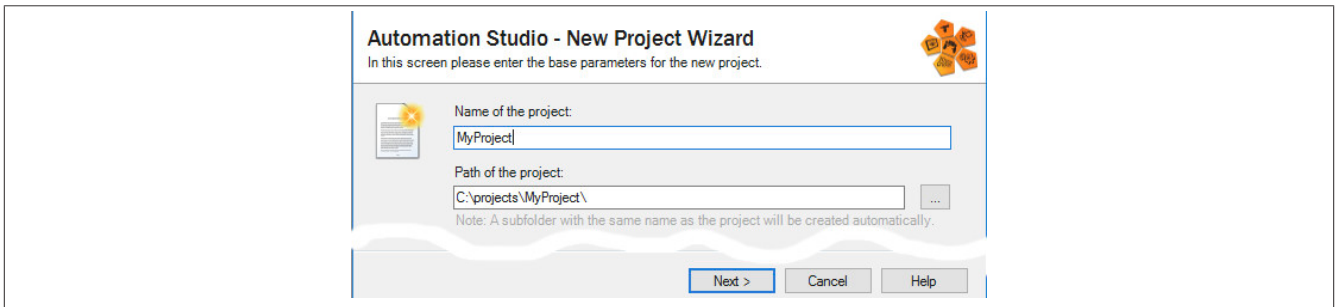 Automation Studio - New Project Wizard
In this screen please enter the base parameters for the new project.
Name of the project:
MyProject
Path of the project:
C:\projects\MyProject\
...
Note: A subfolder with the same name as the project will be created automatically.
Next >
Cancel
Help